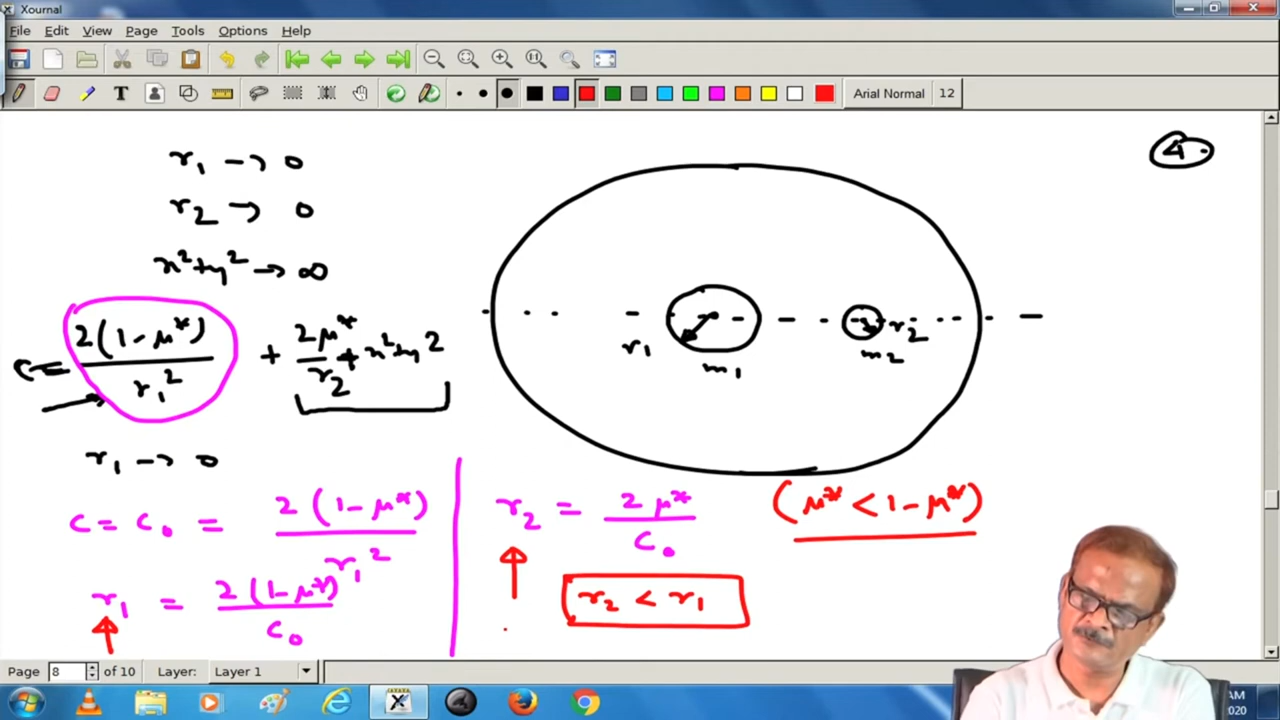 Xournal
File Edit View Page Tools Options Help
Arial Normal 12
4
r₁ → 0
r₂ → 0
x²+y² → ∞
C = 2(1-μ*)/r₁² + 2μ*/r₂ + x²+y2
r₁ → 0
C = C₀ = 2(1-μ*)/r₁²
r₁ = 2(1-μ*)/C₀
r₂ = 2μ*/C₀ (μ* < 1-μ*)
r₂ < r₁
r₁
m₁
r₂
m₂
Page 8 of 10 Layer: Layer 1
AM
2020